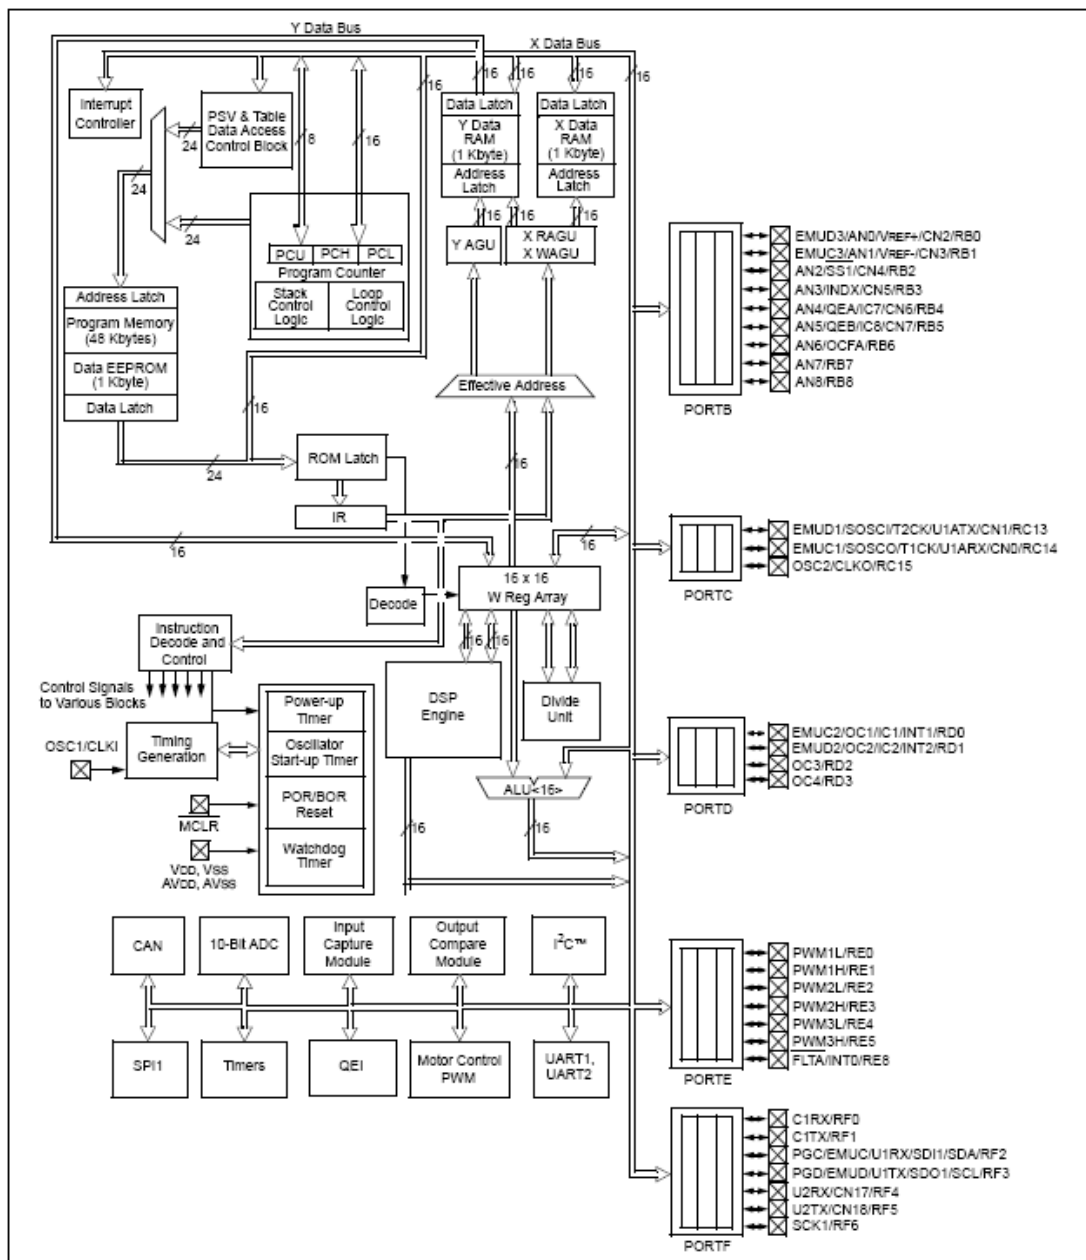 Y Data Bus
X Data Bus
16
16
16
16
16
16
Interrupt
Controller
PSV & Table
Data Access
Control Block
24
8
16
24
24
Data Latch
Y Data
RAM
(1 Kbyte)
Address
Latch
Data Latch
X Data
RAM
(1 Kbyte)
Address
Latch
16
16
16
Y AGU
X RAGU
X WAGU
PCU
PCH
PCL
Program Counter
Stack
Control
Logic
Loop
Control
Logic
Address Latch
Program Memory
(48 Kbytes)
Data EEPROM
(1 Kbyte)
Data Latch
16
24
ROM Latch
IR
Effective Address
16
16
16
16 x 16
W Reg Array
Decode
16
16
Instruction
Decode and
Control
Control Signals
to Various Blocks
OSC1/CLKI
Timing
Generation
MCLR
VDD, VSS
AVDD, AVSS
Power-up
Timer
Oscillator
Start-up Timer
POR/BOR
Reset
Watchdog
Timer
DSP
Engine
Divide
Unit
ALU<16>
16
16
CAN
10-Bit ADC
Input
Capture
Module
Output
Compare
Module
I2C™
SPI1
Timers
QEI
Motor Control
PWM
UART1,
UART2
EMUD3/AN0/VREF+/CN2/RB0
EMUC3/AN1/VREF-/CN3/RB1
AN2/SS1/CN4/RB2
AN3/INDX/CN5/RB3
AN4/QEA/IC7/CN6/RB4
AN5/QEB/IC8/CN7/RB5
AN6/OCFA/RB6
AN7/RB7
AN8/RB8
PORTB
EMUD1/SOSCI/T2CK/U1ATX/CN1/RC13
EMUC1/SOSCO/T1CK/U1ARX/CN0/RC14
OSC2/CLKO/RC15
PORTC
EMUC2/OC1/IC1/INT1/RD0
EMUD2/OC2/IC2/INT2/RD1
OC3/RD2
OC4/RD3
PORTD
PWM1L/RE0
PWM1H/RE1
PWM2L/RE2
PWM2H/RE3
PWM3L/RE4
PWM3H/RE5
FLTA/INT0/RE8
PORTE
C1RX/RF0
C1TX/RF1
PGC/EMUC/U1RX/SDI1/SDA/RF2
PGD/EMUD/U1TX/SDO1/SCL/RF3
U2RX/CN17/RF4
U2TX/CN18/RF5
SCK1/RF6
PORTF